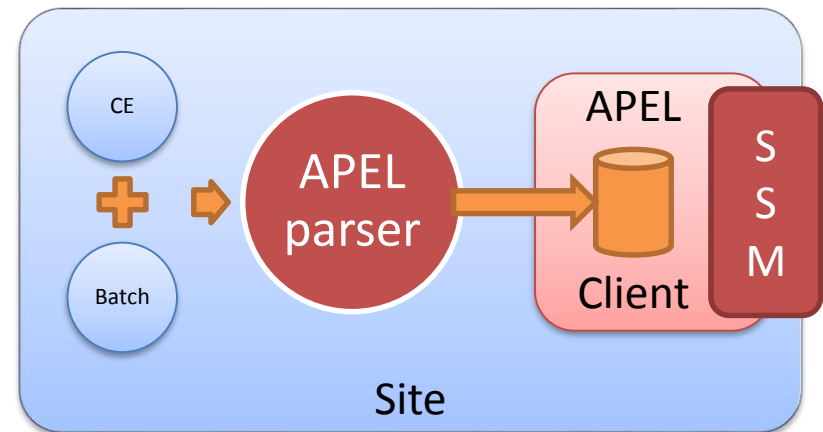 CE
Batch
APEL
parser
APEL
Client
S
S
M
Site